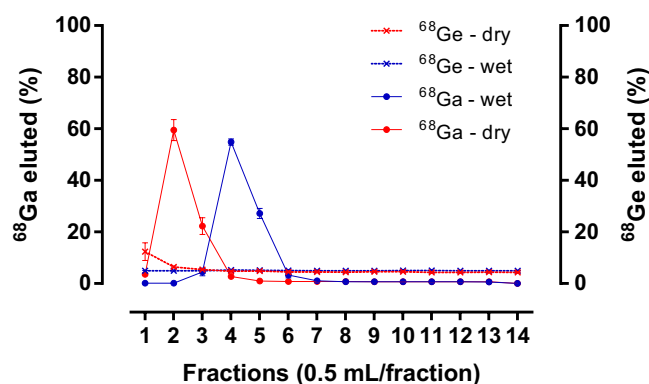 100 100
80 80
60 60
40 40
20 20
0 0
⁶⁸Ga eluted (%)
⁶⁸Ge eluted (%)
⁶⁸Ge - dry
⁶⁸Ge - wet
⁶⁸Ga - wet
⁶⁸Ga - dry
1 2 3 4 5 6 7 8 9 10 11 12 13 14
Fractions (0.5 mL/fraction)